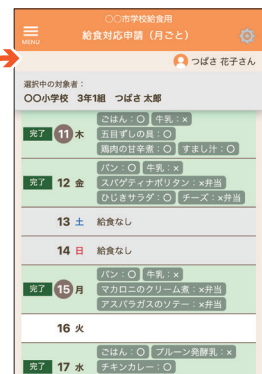 〇〇市学校給食用
給食対応申請（月ごと）
MENU
つばさ 花子さん
選択中の対象者：
〇〇小学校 3年1組 つばさ 太郎
完了 11 木 ごはん：〇 牛乳：×
五目ずしの具：〇
鶏肉の甘辛煮：〇 すまし汁：〇
完了 12 金 パン：〇 牛乳：×
スパゲティナポリタン：×弁当
ひじきサラダ：〇 チーズ：×弁当
13 土 給食なし
14 日 給食なし
完了 15 月 パン：〇 牛乳：×
マカロニのクリーム煮：×弁当
アスパラガスのソテー：×弁当
16 火
完了 17 水 ごはん：〇 プルーン発酵乳：×
チキンカレー：〇